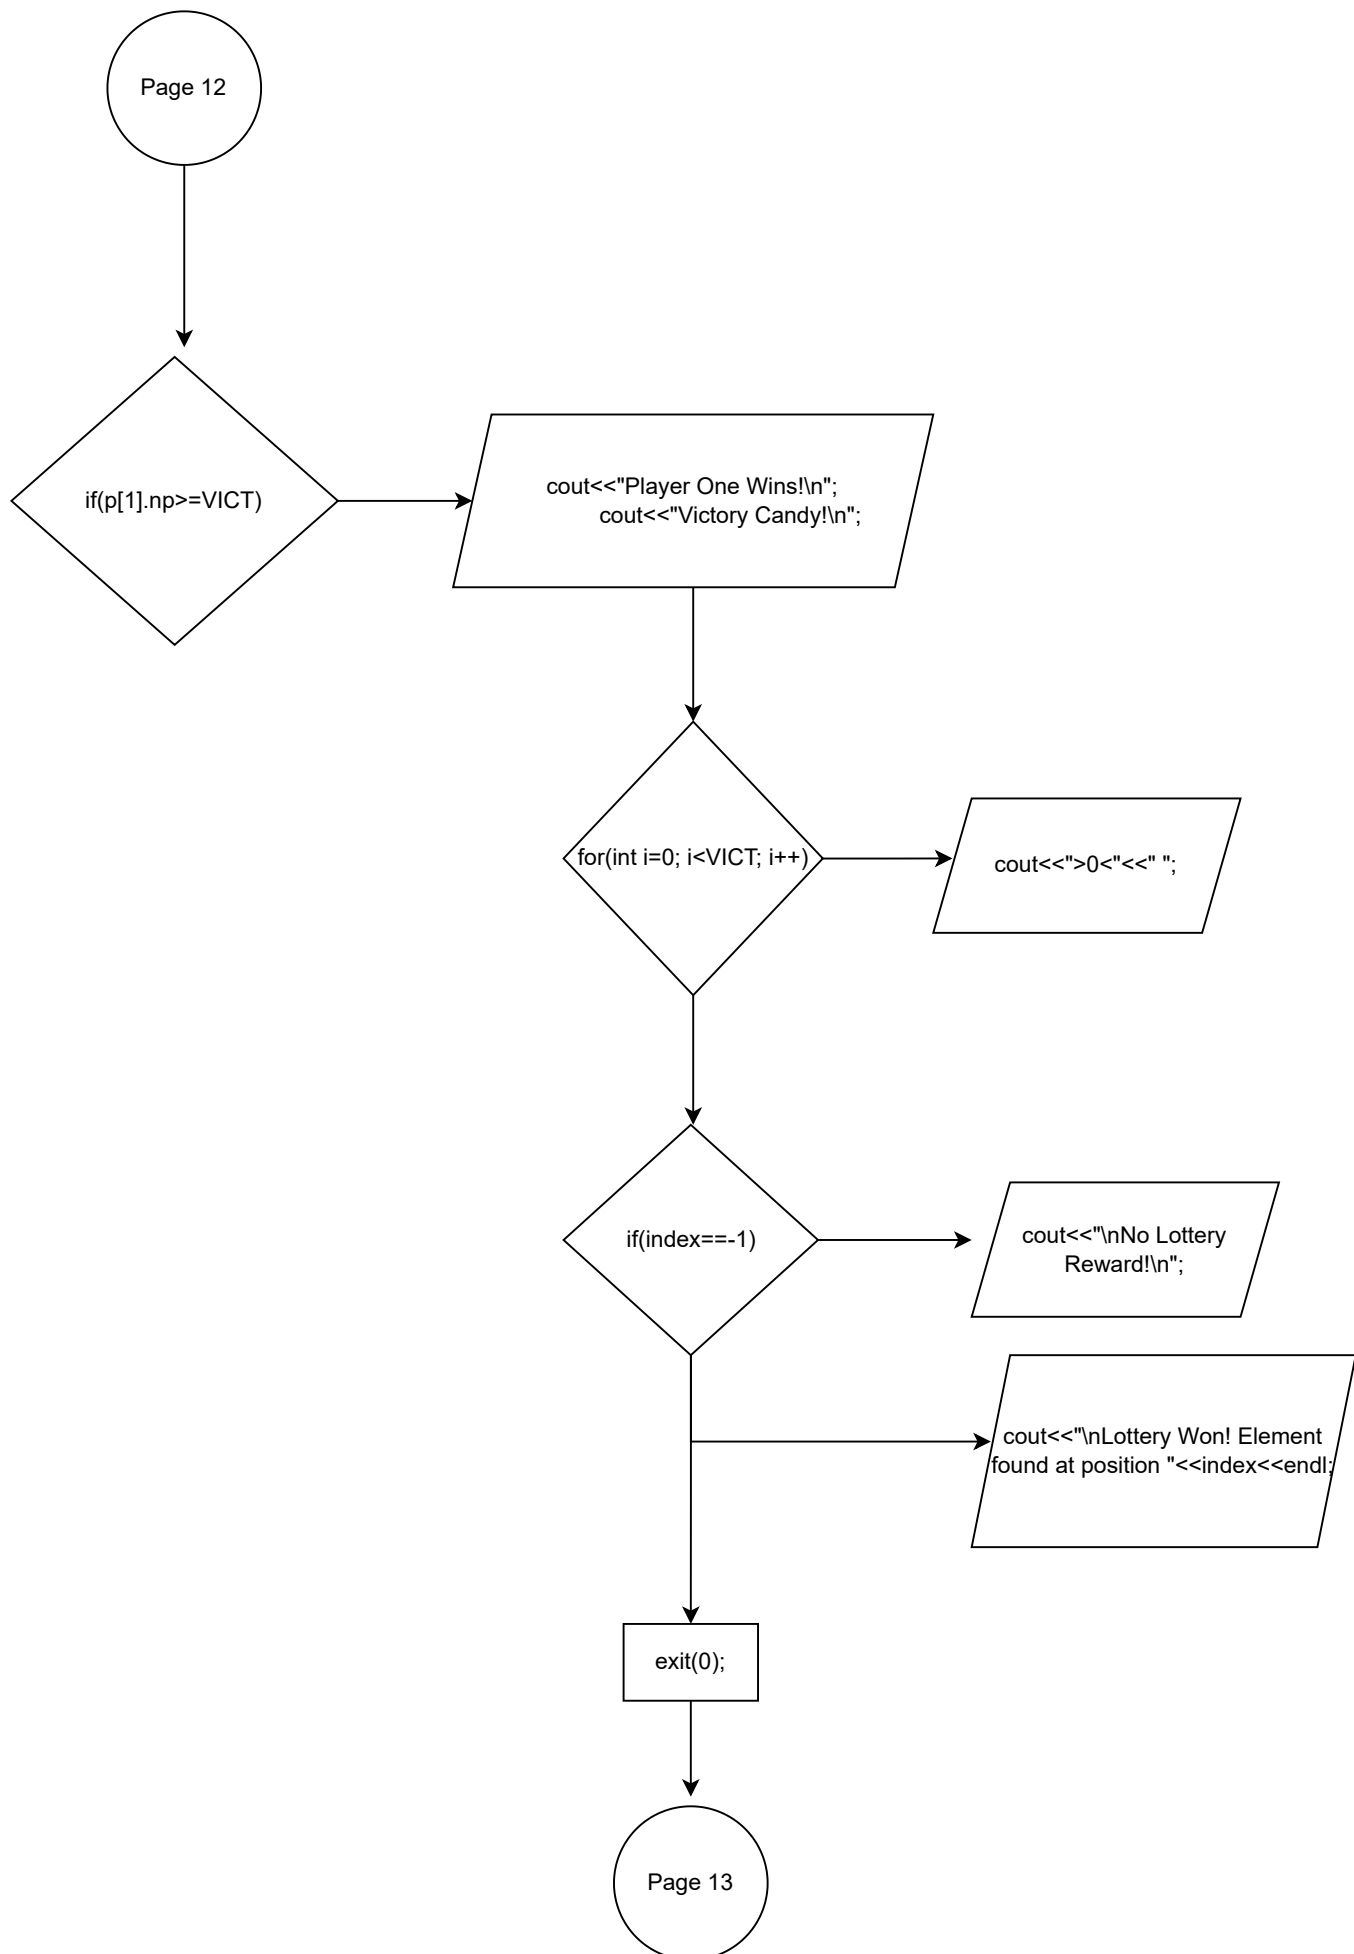 Page 12
if(p[1].np>=VICT)
cout<<"Player One Wins!\n";
cout<<"Victory Candy!\n";
for(int i=0; i<VICT; i++)
cout<<">0<"<<" ";
if(index==-1)
cout<<"\nNo Lottery
Reward!\n";
cout<<"\nLottery Won! Element
found at position "<<index<<endl;
exit(0);
Page 13